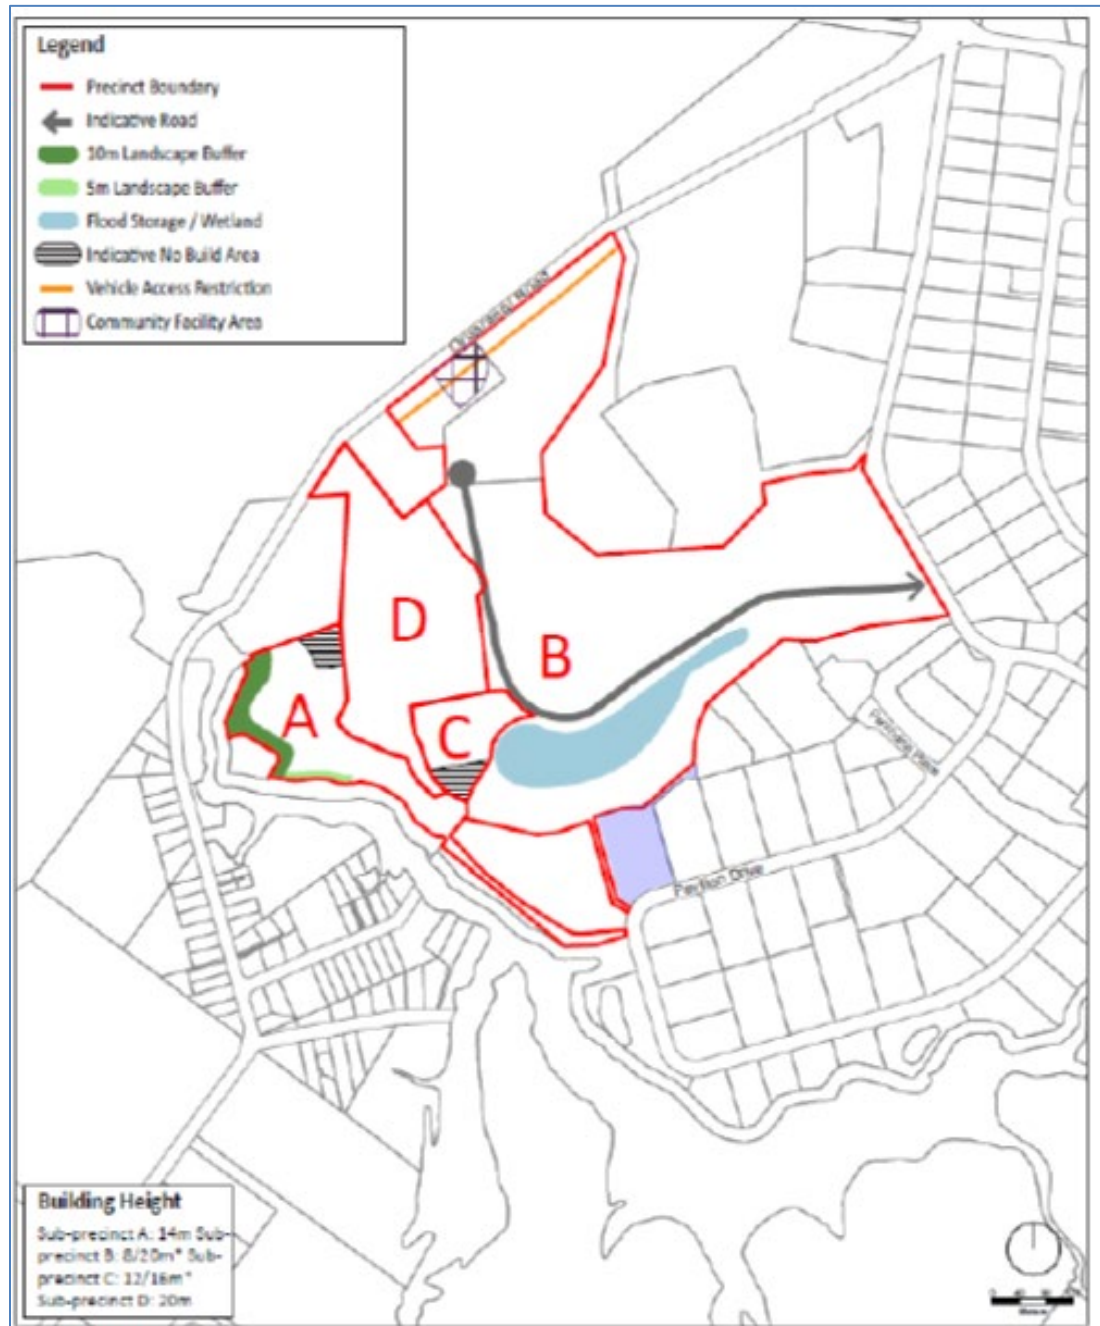 Legend
Precinct Boundary
Indicative Road
10m Landscape Buffer
5m Landscape Buffer
Flood Storage / Wetland
Indicative No Build Area
Vehicle Access Restriction
Community Facility Area
D
B
A
C
Place
Pavilion Drive
Building Height
Sub-precinct A: 14m Sub-
precinct B: 8/20m* Sub-
precinct C: 12/16m*
Sub-precinct D: 20m